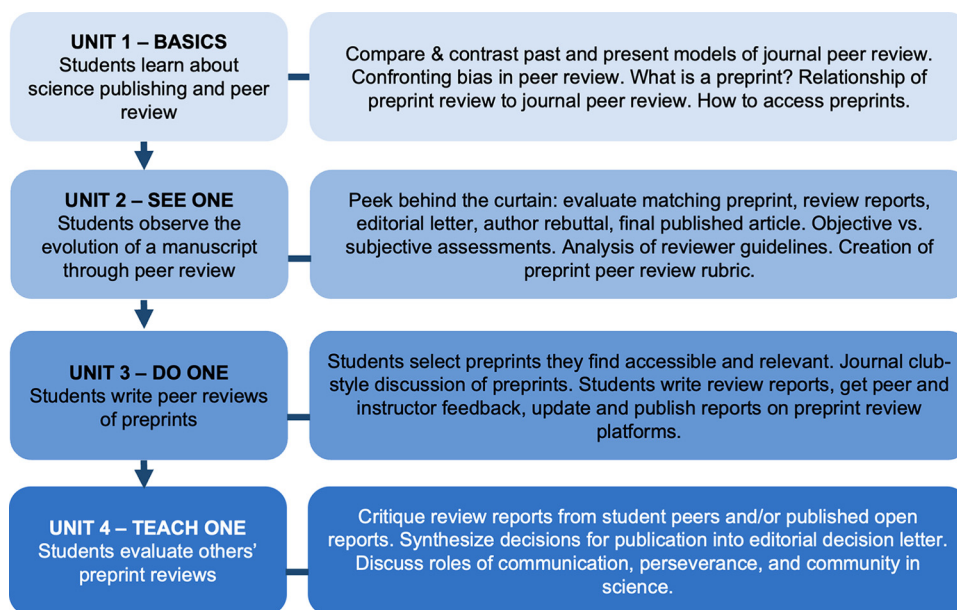 UNIT 1 – BASICS
Students learn about
science publishing and peer
review
Compare & contrast past and present models of journal peer review.
Confronting bias in peer review. What is a preprint? Relationship of
preprint review to journal peer review. How to access preprints.
UNIT 2 – SEE ONE
Students observe the
evolution of a manuscript
through peer review
Peek behind the curtain: evaluate matching preprint, review reports,
editorial letter, author rebuttal, final published article. Objective vs.
subjective assessments. Analysis of reviewer guidelines. Creation of
preprint peer review rubric.
UNIT 3 – DO ONE
Students write peer reviews
of preprints
Students select preprints they find accessible and relevant. Journal club-
style discussion of preprints. Students write review reports, get peer and
instructor feedback, update and publish reports on preprint review
platforms.
UNIT 4 – TEACH ONE
Students evaluate others’
preprint reviews
Critique review reports from student peers and/or published open
reports. Synthesize decisions for publication into editorial decision letter.
Discuss roles of communication, perseverance, and community in
science.